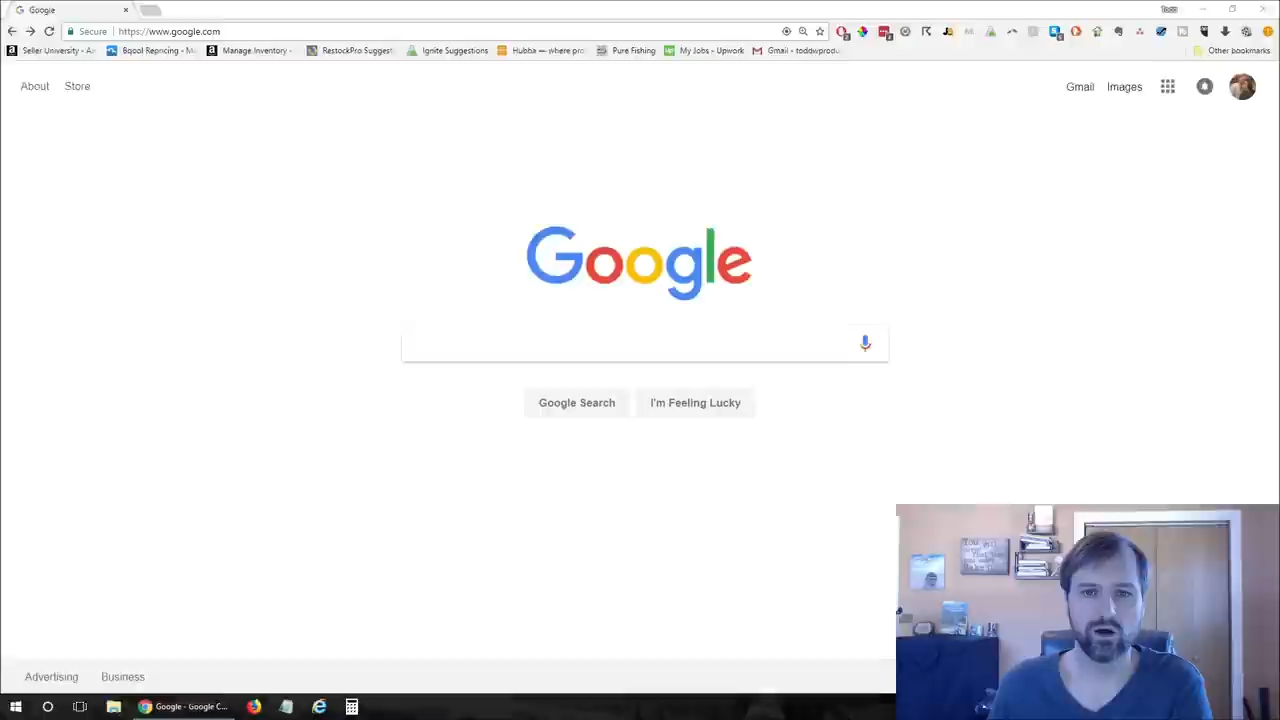 Google
Todd
Secure
https://www.google.com
Seller University - A
Bqool Repricing - M
Manage Inventory -
RestockPro Suggest
Ignite Suggestions
Hubba — where pro
Pure Fishing
My Jobs - Upwork
Gmail - toddwprodu
Other bookmarks
About
Store
Gmail
Images
Google
Google Search
I'm Feeling Lucky
Advertising
Business
Google - Google C...